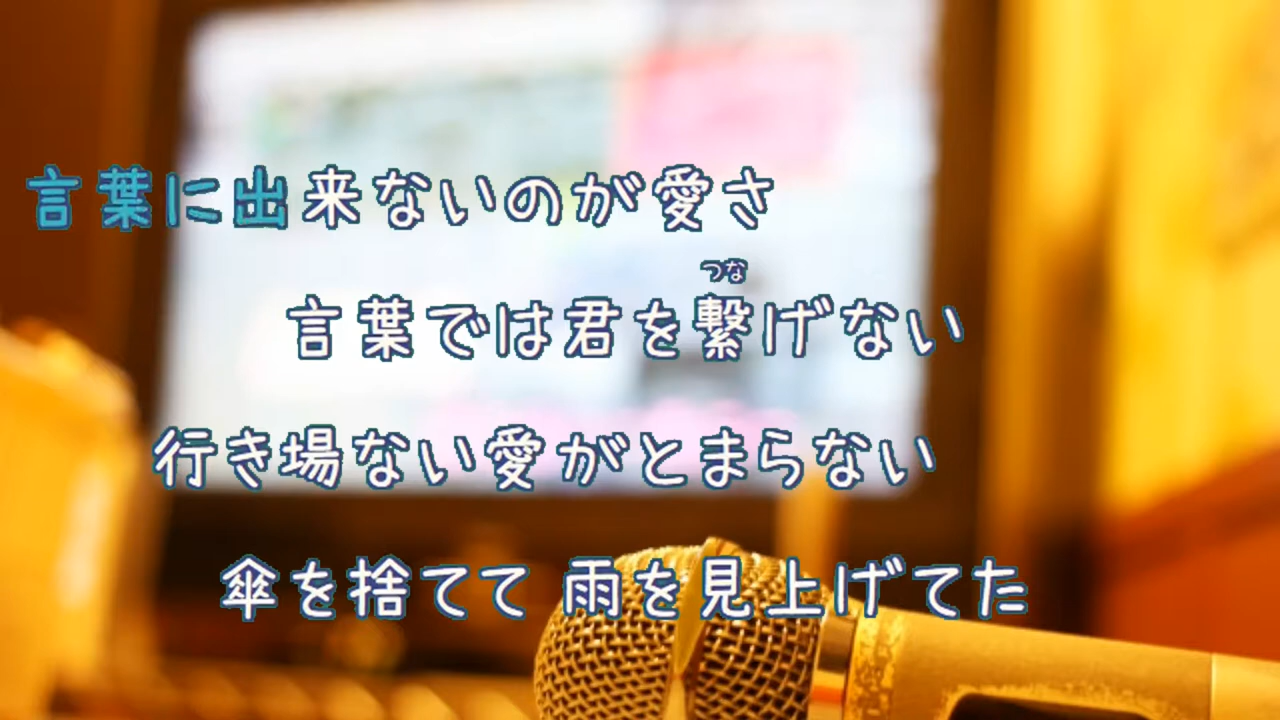 言葉に出来ないのが愛さ
つな
言葉では君を繋げない
行き場ない愛がとまらない
傘を捨てて 雨を見上げてた